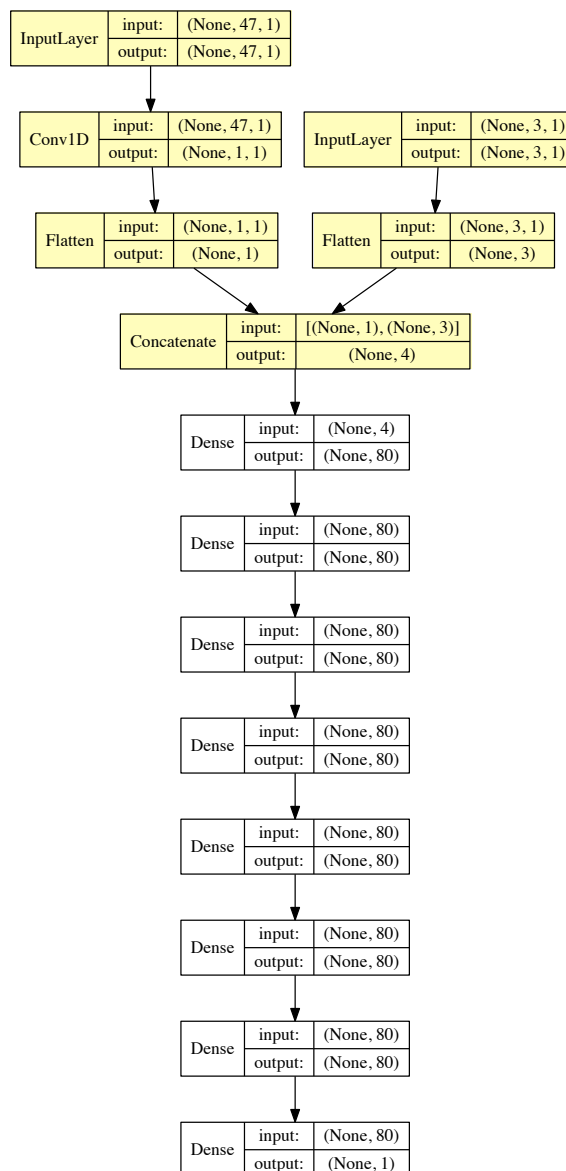 InputLayer input: (None, 47, 1)
output: (None, 47, 1)
Conv1D input: (None, 47, 1)
output: (None, 1, 1)
InputLayer input: (None, 3, 1)
output: (None, 3, 1)
Flatten input: (None, 1, 1)
output: (None, 1)
Flatten input: (None, 3, 1)
output: (None, 3)
Concatenate input: [(None, 1), (None, 3)]
output: (None, 4)
Dense input: (None, 4)
output: (None, 80)
Dense input: (None, 80)
output: (None, 80)
Dense input: (None, 80)
output: (None, 80)
Dense input: (None, 80)
output: (None, 80)
Dense input: (None, 80)
output: (None, 80)
Dense input: (None, 80)
output: (None, 80)
Dense input: (None, 80)
output: (None, 80)
Dense input: (None, 80)
output: (None, 1)